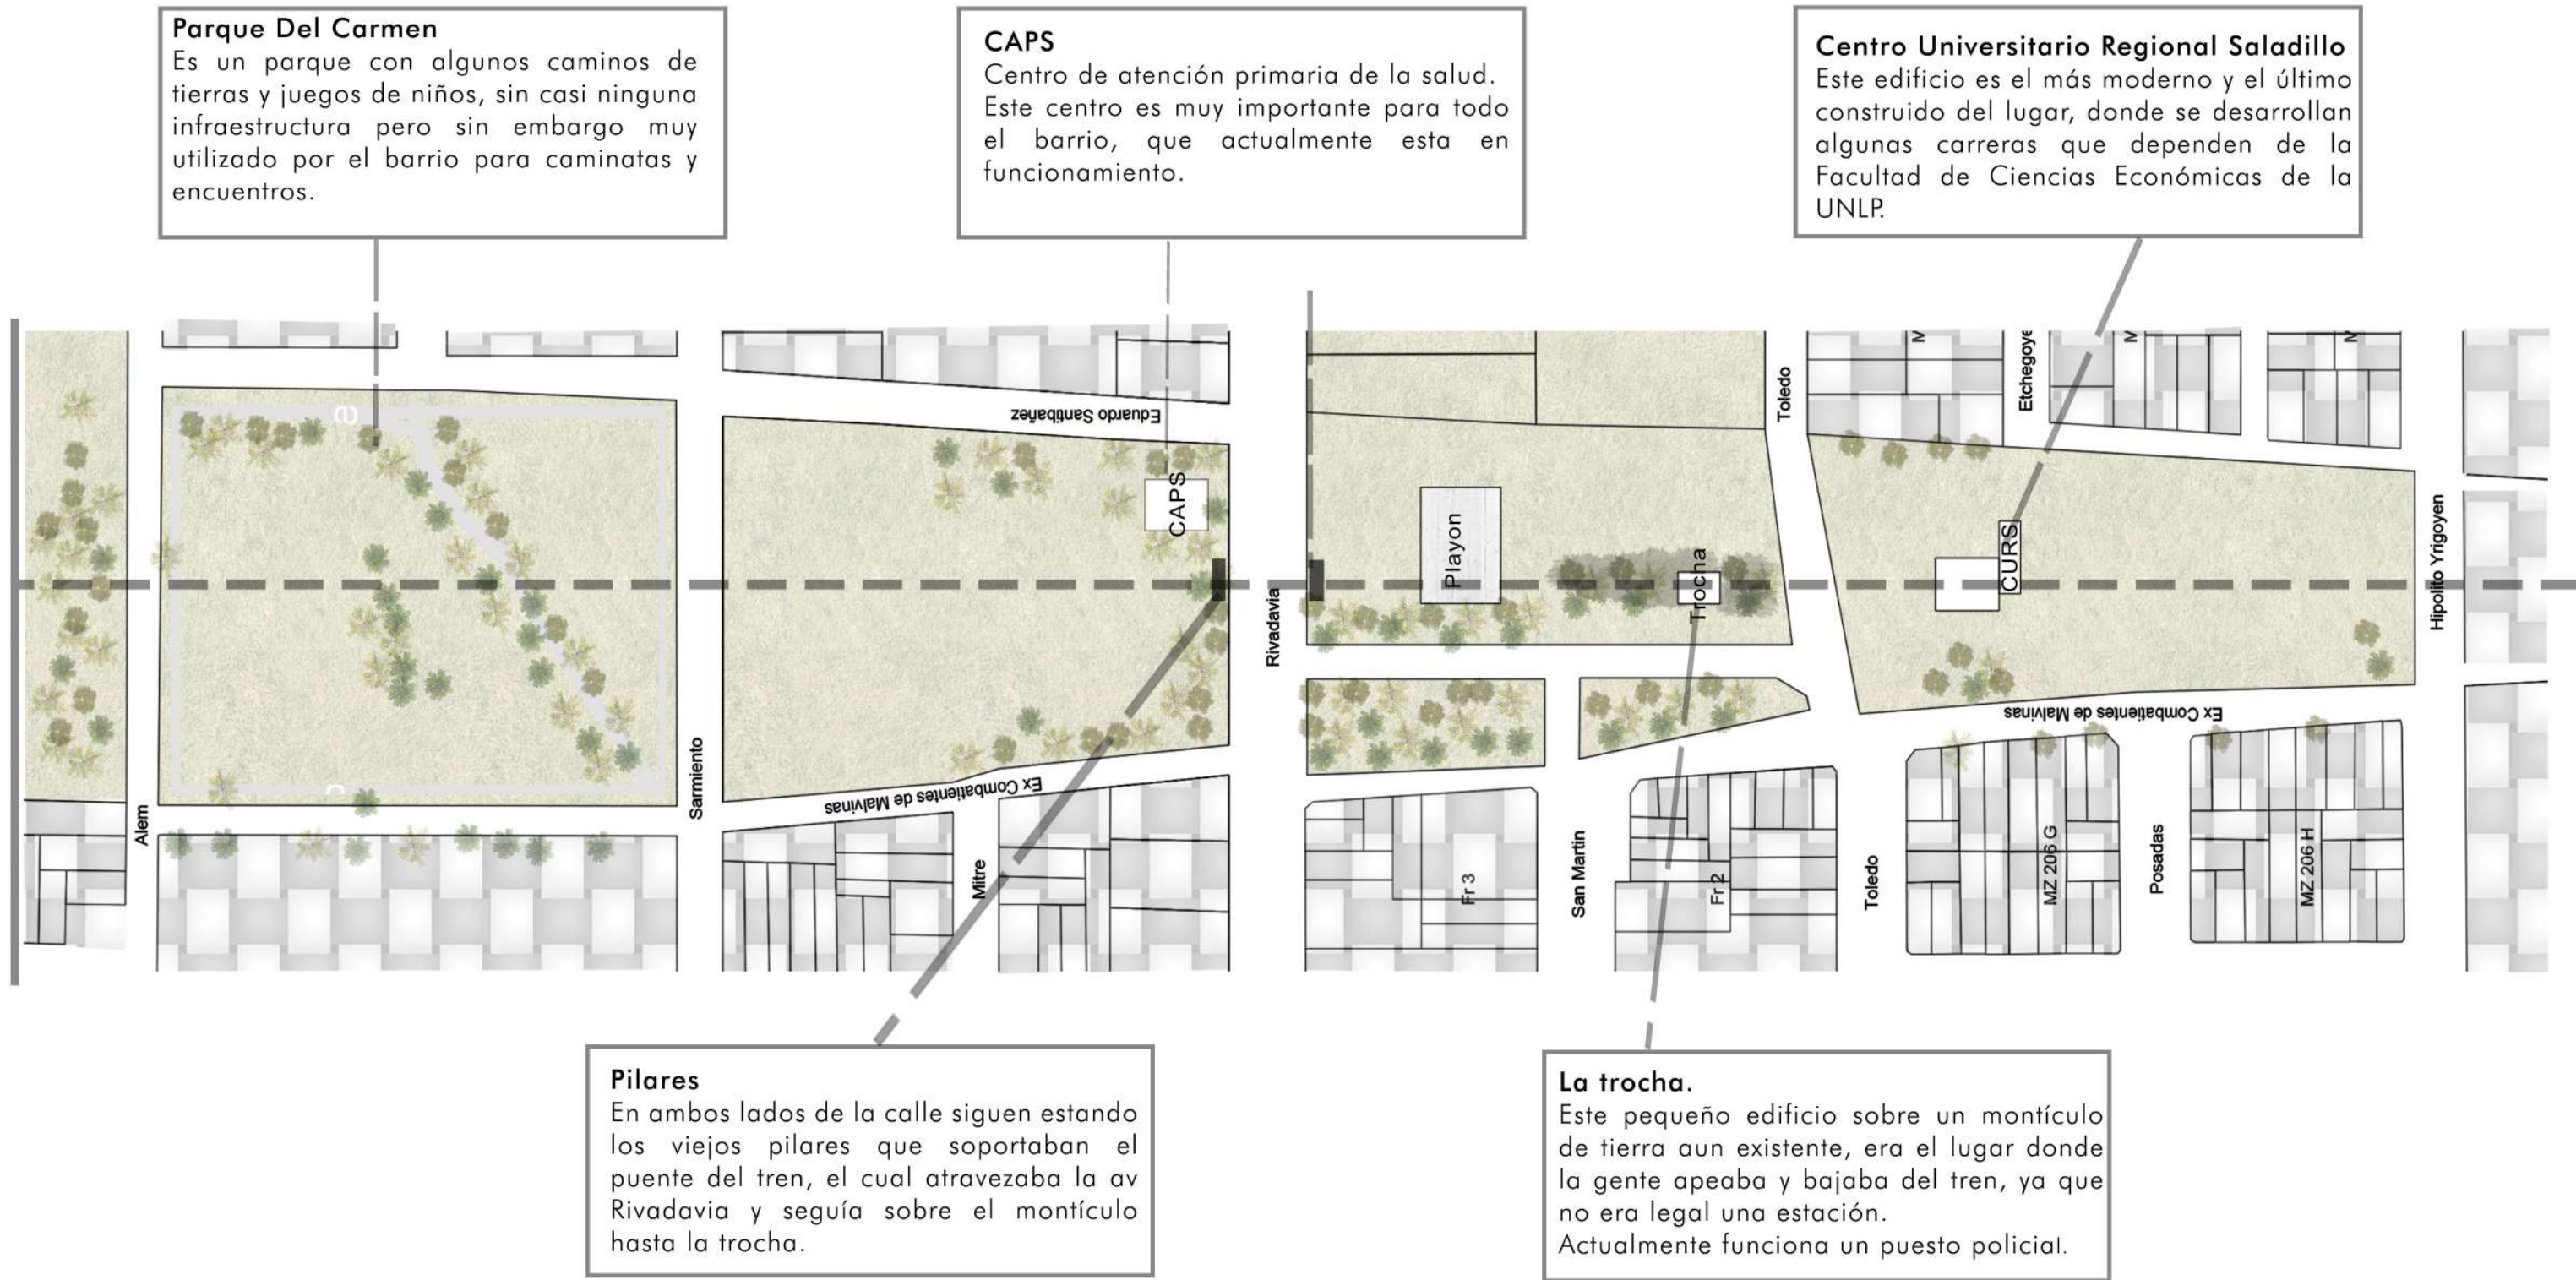 Parque Del Carmen
Es un parque con algunos caminos de
tierras y juegos de niños, sin casi ninguna
infraestructura pero sin embargo muy
utilizado por el barrio para caminatas y
encuentros.
CAPS
Centro de atención primaria de la salud.
Este centro es muy importante para todo
el barrio, que actualmente esta en
funcionamiento.
Centro Universitario Regional Saladillo
Este edificio es el más moderno y el último
construido del lugar, donde se desarrollan
algunas carreras que dependen de la
Facultad de Ciencias Económicas de la
UNLP.
Eduardo Santibañez
Toledo
Etchegoye
M
M
M
CAPS
Playon
Trocha
CURS
Hipolito Yrigoyen
Rivadavia
Ex Combatientes de Malvinas
Sarmiento
Alem
Ex Combatientes de Malvinas
Mitre
Fr 3
San Martin
Fr 2
Toledo
MZ 206 G
Posadas
MZ 206 H
Pilares
En ambos lados de la calle siguen estando
los viejos pilares que soportaban el
puente del tren, el cual atravezaba la av
Rivadavia y seguía sobre el montículo
hasta la trocha.
La trocha.
Este pequeño edificio sobre un montículo
de tierra aun existente, era el lugar donde
la gente apeaba y bajaba del tren, ya que
no era legal una estación.
Actualmente funciona un puesto policial.